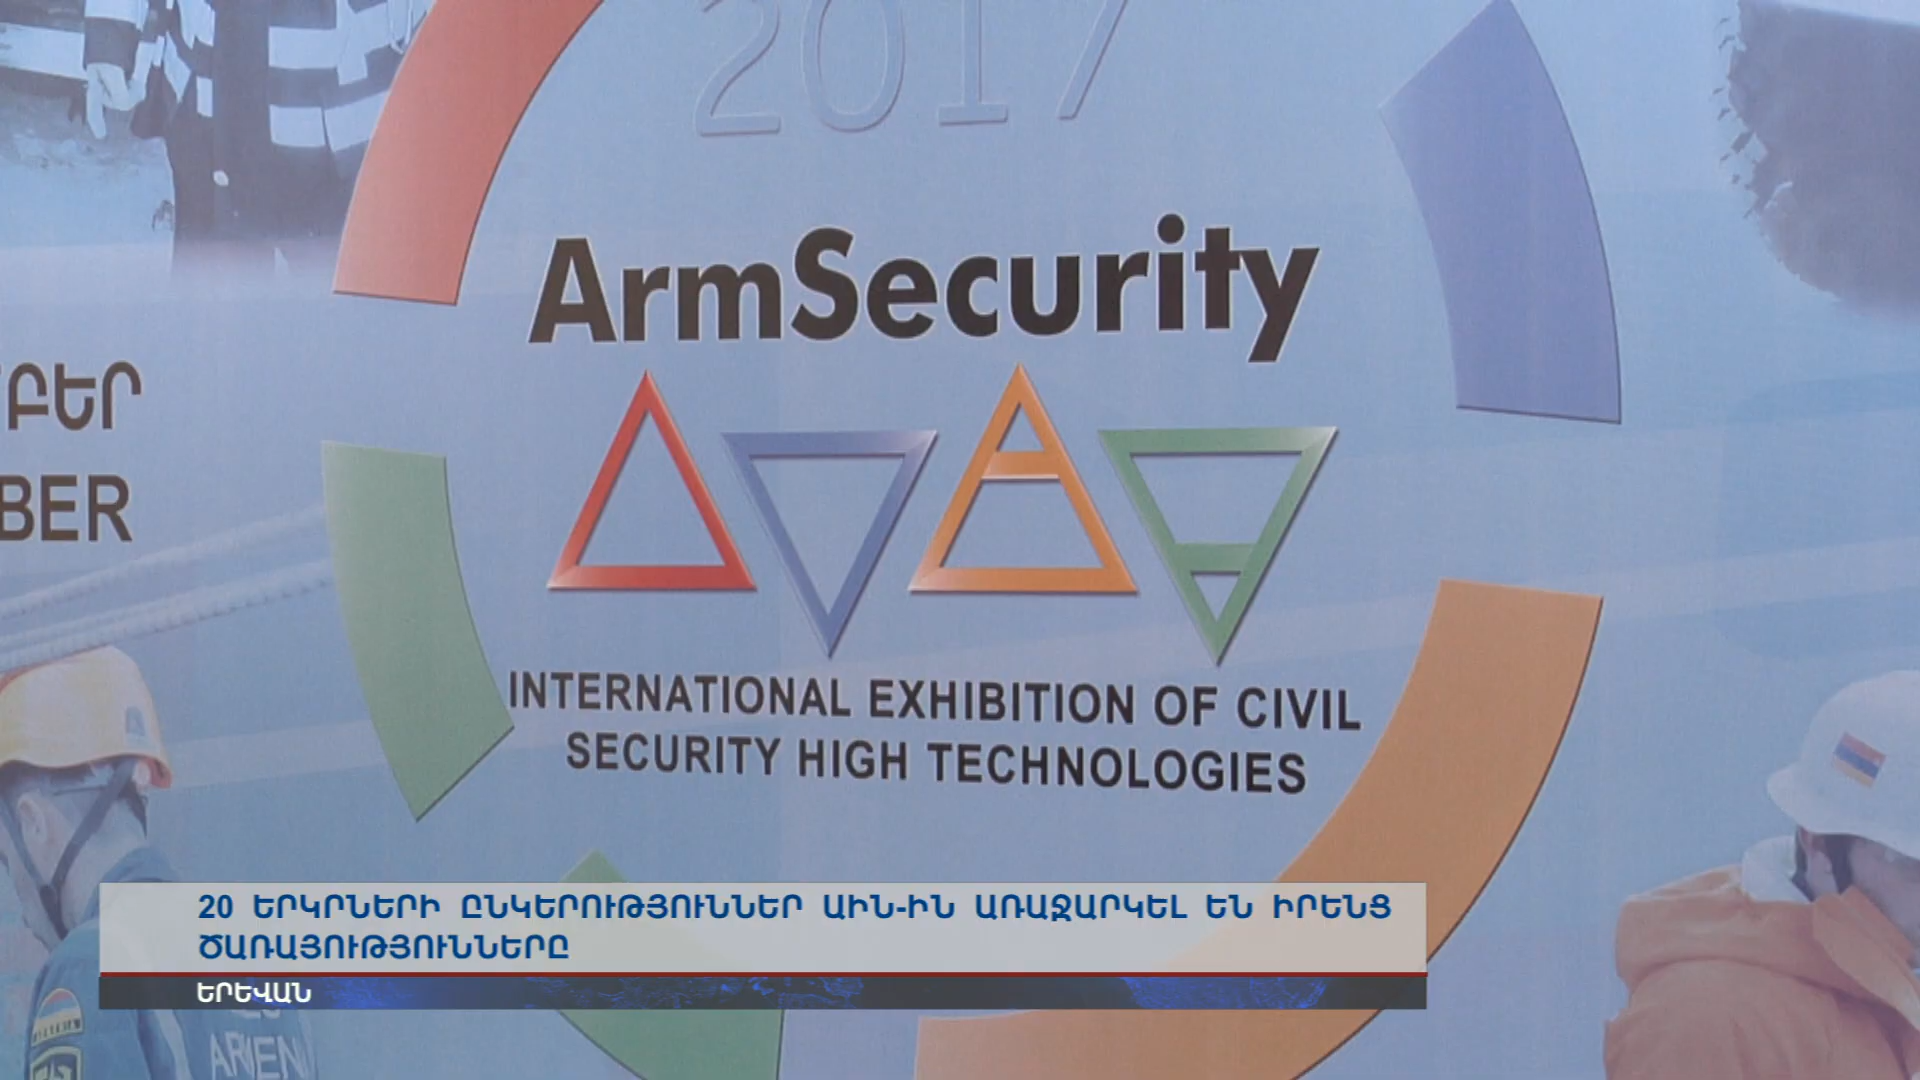 2017
ArmSecurity
ԲԵՐ
BER
INTERNATIONAL EXHIBITION OF CIVIL
SECURITY HIGH TECHNOLOGIES
20 ԵՐԿՐՆԵՐԻ ԸՆԿԵՐՈՒԹՅՈՒՆՆԵՐ ԱԻՆ-ԻՆ ԱՌԱՋԱՐԿԵԼ ԵՆ ԻՐԵՆՑ
ԾԱՌԱՅՈՒԹՅՈՒՆՆԵՐԸ
ԵՐԵՎԱՆ